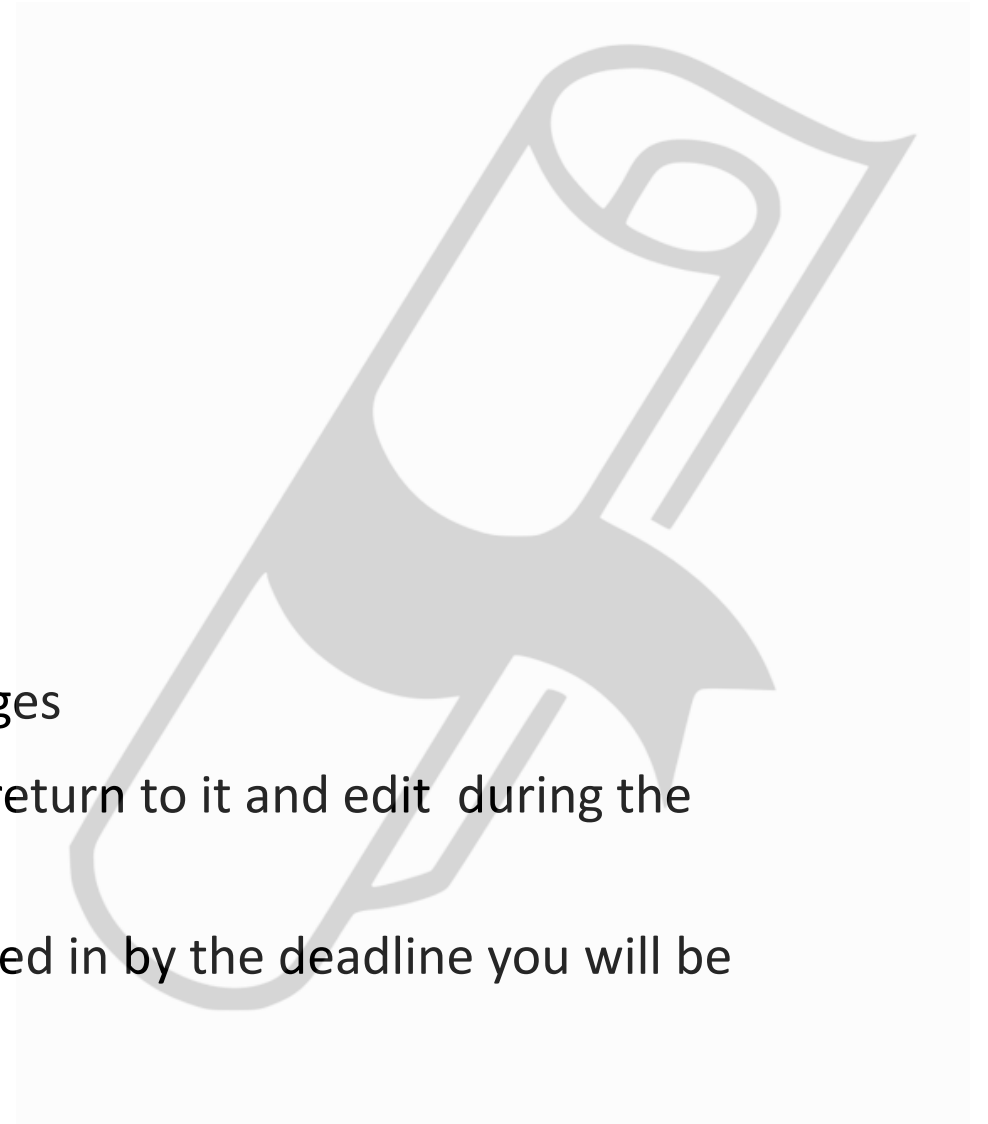 ges
return to it and edit  during the
ed in by the deadline you will be